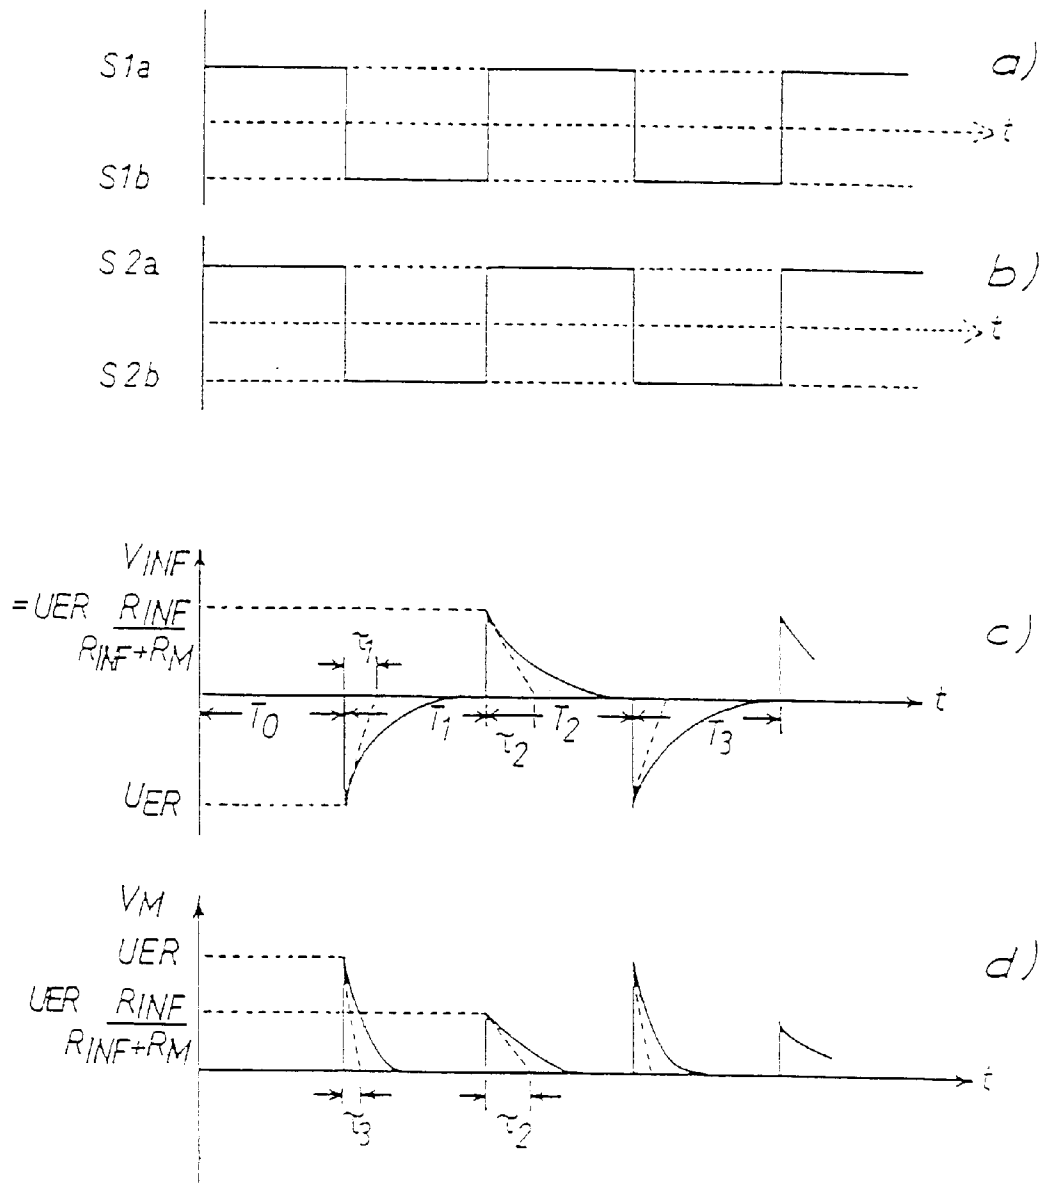 S1a
a)
t
S1b
S2a
b)
t
S2b
VINF
=UER RINF
RINF+RM
c)
τ1
t
T0
T1
T2
T3
τ2
UER
VM
UER
d)
UER RINF
RINF+RM
t
τ3
τ2